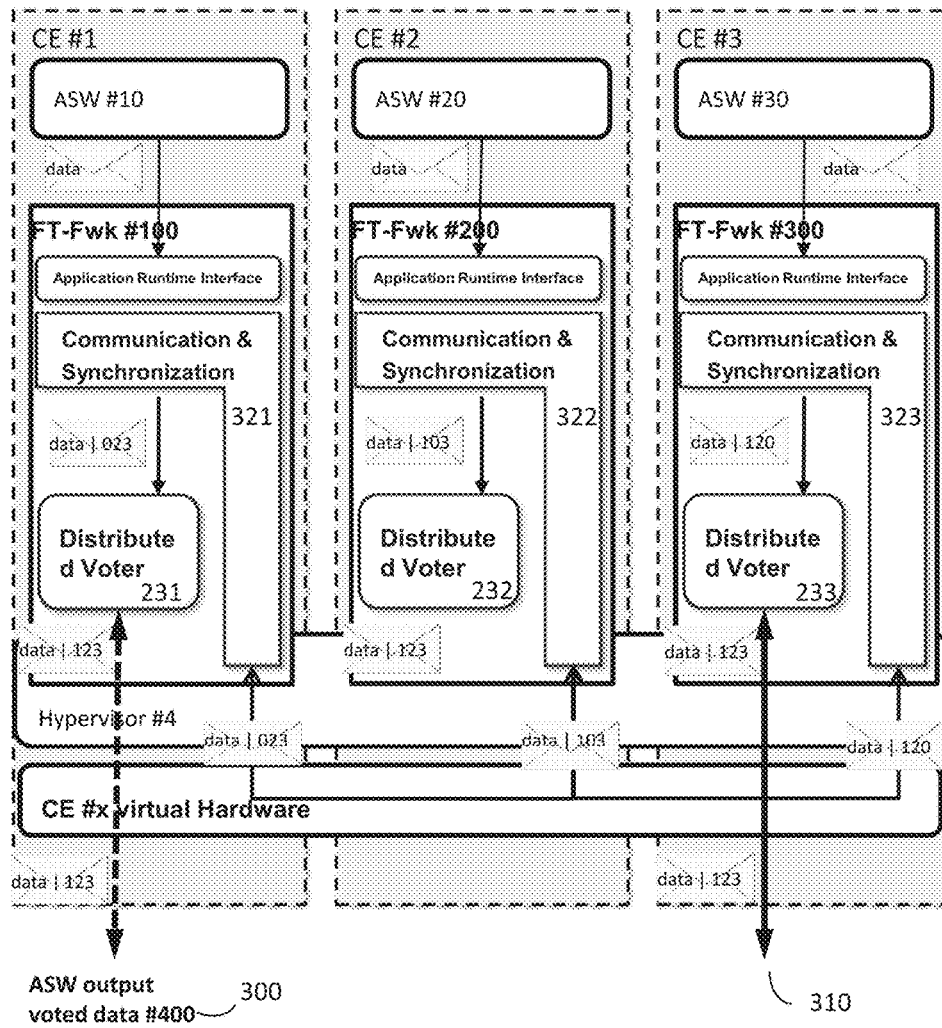 CE #1
CE #2
CE #3
ASW #10
ASW #20
ASW #30
data
data
data
FT-Fwk #100
FT-Fwk #200
FT-Fwk #300
Application Runtime Interface
Application Runtime Interface
Application Runtime Interface
Communication &
Synchronization
Communication &
Synchronization
Communication &
Synchronization
321
322
323
data | 023
data | 103
data | 120
Distribute
d Voter
231
Distribute
d Voter
232
Distribute
d Voter
233
data | 123
data | 123
data | 123
Hypervisor #4
data | 023
data | 103
data | 120
CE #x virtual Hardware
data | 123
data | 123
ASW output
voted data #400
300
310